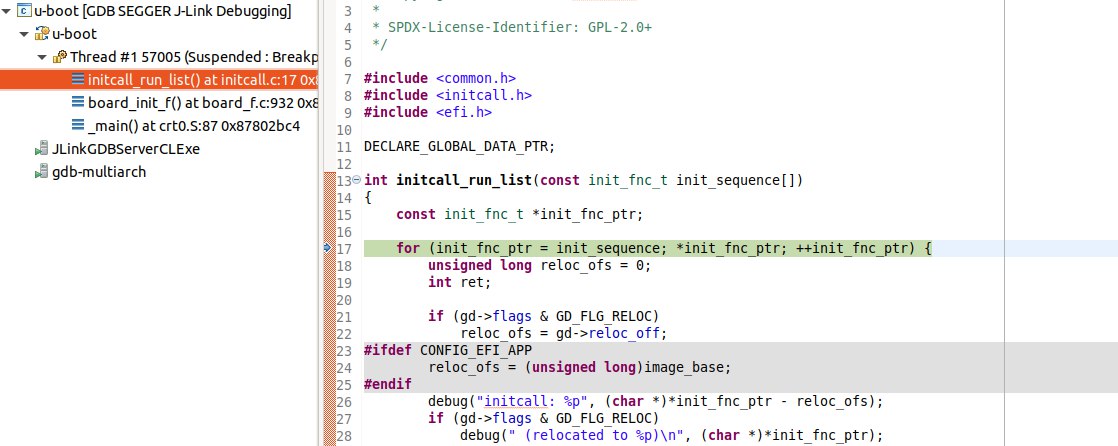 u-boot [GDB SEGGER J-Link Debugging]
u-boot
Thread #1 57005 (Suspended : Breakp
initcall_run_list() at initcall.c:17 0x8
board_init_f() at board_f.c:932 0x8
_main() at crt0.S:87 0x87802bc4
JLinkGDBServerCLExe
gdb-multiarch
3 *
4 * SPDX-License-Identifier: GPL-2.0+
5 */
6
7 #include <common.h>
8 #include <initcall.h>
9 #include <efi.h>
10
11 DECLARE_GLOBAL_DATA_PTR;
12
13 int initcall_run_list(const init_fnc_t init_sequence[])
14 {
15 const init_fnc_t *init_fnc_ptr;
16
17 for (init_fnc_ptr = init_sequence; *init_fnc_ptr; ++init_fnc_ptr) {
18 unsigned long reloc_ofs = 0;
19 int ret;
20
21 if (gd->flags & GD_FLG_RELOC)
22 reloc_ofs = gd->reloc_off;
23 #ifdef CONFIG_EFI_APP
24 reloc_ofs = (unsigned long)image_base;
25 #endif
26 debug("initcall: %p", (char *)*init_fnc_ptr - reloc_ofs);
27 if (gd->flags & GD_FLG_RELOC)
28 debug(" (relocated to %p)\n", (char *)*init_fnc_ptr);